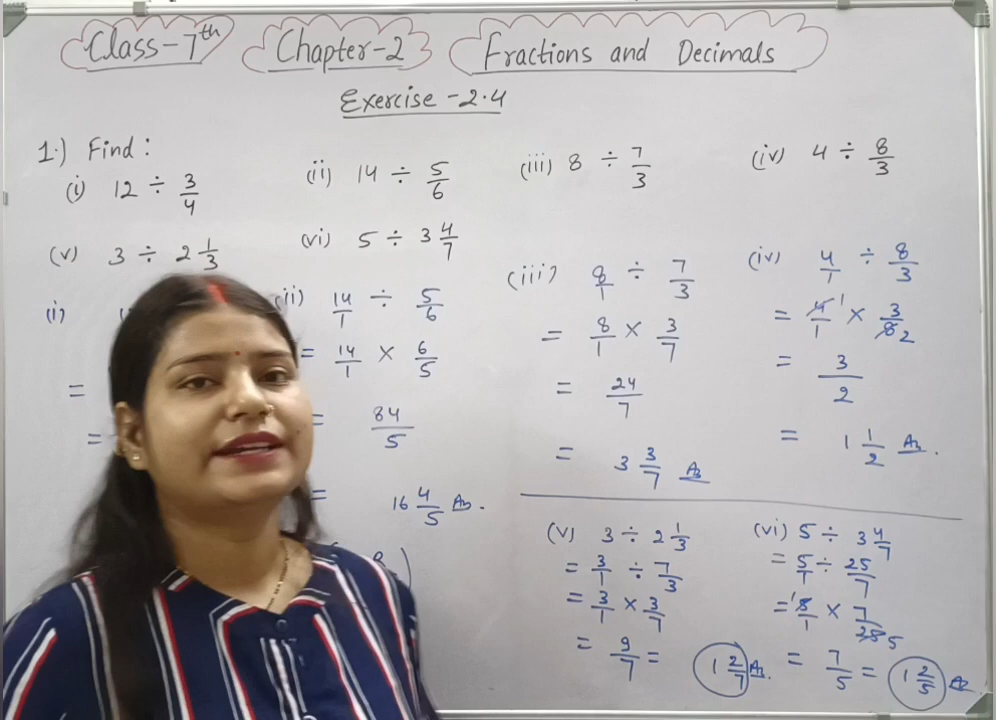 Class-7th Chapter-2 Fractions and Decimals
Exercise-2.4
1.) Find:
(i) 12 ÷ 3/4 (ii) 14 ÷ 5/6 (iii) 8 ÷ 7/3 (iv) 4 ÷ 8/3
(v) 3 ÷ 2 1/3 (vi) 5 ÷ 3 4/7
(i)
=
=
(ii) 14/1 ÷ 5/6
= 14/1 × 6/5
= 84/5
= 16 4/5 Ans.
(iii) 8/1 ÷ 7/3
= 8/1 × 3/7
= 24/7
= 3 3/7 Ans
(iv) 4/1 ÷ 8/3
= 4/1 1 × 3/8 2
= 3/2
= 1 1/2 Ans.
(v) 3 ÷ 2 1/3
= 3/1 ÷ 7/3
= 3/1 × 3/7
= 9/7 = 1 2/7 Ans.
(vi) 5 ÷ 3 4/7
= 5/1 ÷ 25/7
= 1 5/1 × 7/25 5
= 7/5 = 1 2/5 Ans